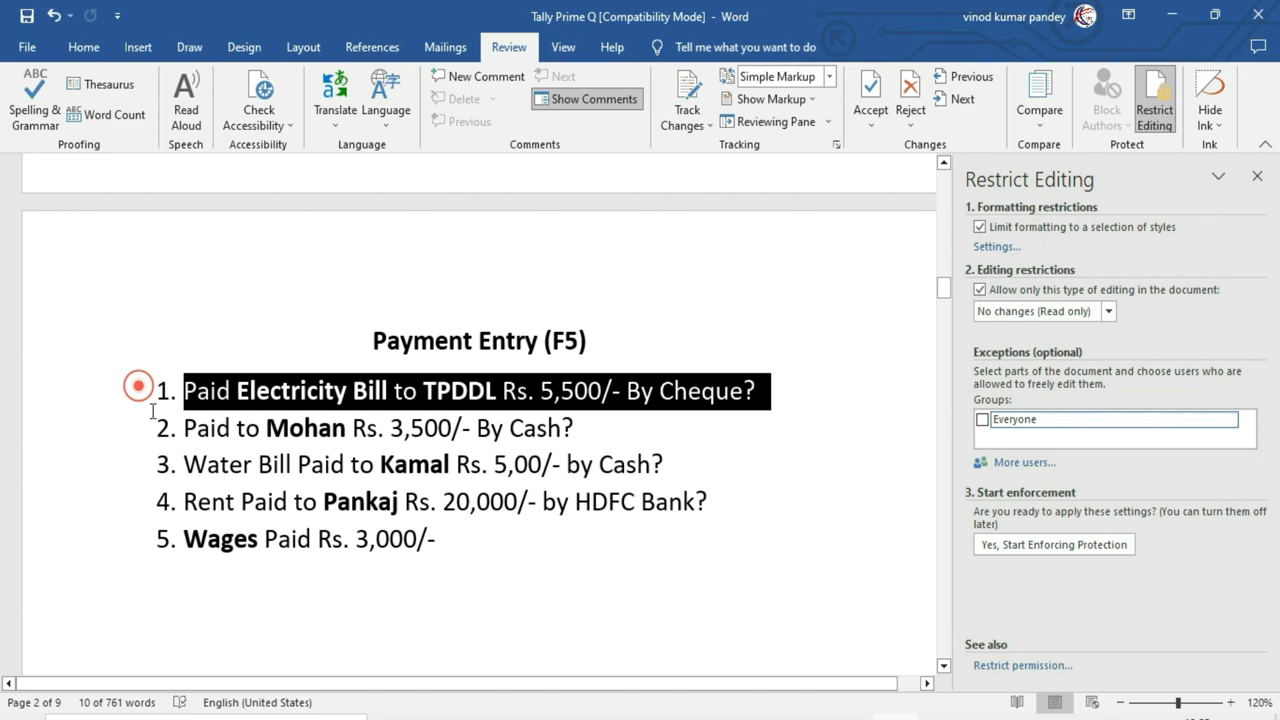 Tally Prime Q [Compatibility Mode] - Word
vinod kumar pandey
File Home Insert Draw Design Layout References Mailings Review View Help Tell me what you want to do
ABC
Spelling & Grammar
Thesaurus
ABC 123 Word Count
Proofing
Read Aloud
Speech
Check Accessibility
Accessibility
Translate
Language
Language
New Comment
Delete
Previous
Next
Show Comments
Comments
Track Changes
Simple Markup
Show Markup
Reviewing Pane
Tracking
Accept
Reject
Previous
Next
Changes
Compare
Compare
Block Authors
Restrict Editing
Protect
Hide Ink
Ink
Payment Entry (F5)
1. Paid Electricity Bill to TPDDL Rs. 5,500/- By Cheque?
2. Paid to Mohan Rs. 3,500/- By Cash?
3. Water Bill Paid to Kamal Rs. 5,00/- by Cash?
4. Rent Paid to Pankaj Rs. 20,000/- by HDFC Bank?
5. Wages Paid Rs. 3,000/-
Restrict Editing
1. Formatting restrictions
Limit formatting to a selection of styles
Settings...
2. Editing restrictions
Allow only this type of editing in the document:
No changes (Read only)
Exceptions (optional)
Select parts of the document and choose users who are
allowed to freely edit them.
Groups:
Everyone
More users...
3. Start enforcement
Are you ready to apply these settings? (You can turn them off
later)
Yes, Start Enforcing Protection
See also
Restrict permission...
Page 2 of 9 10 of 761 words English (United States) 120%